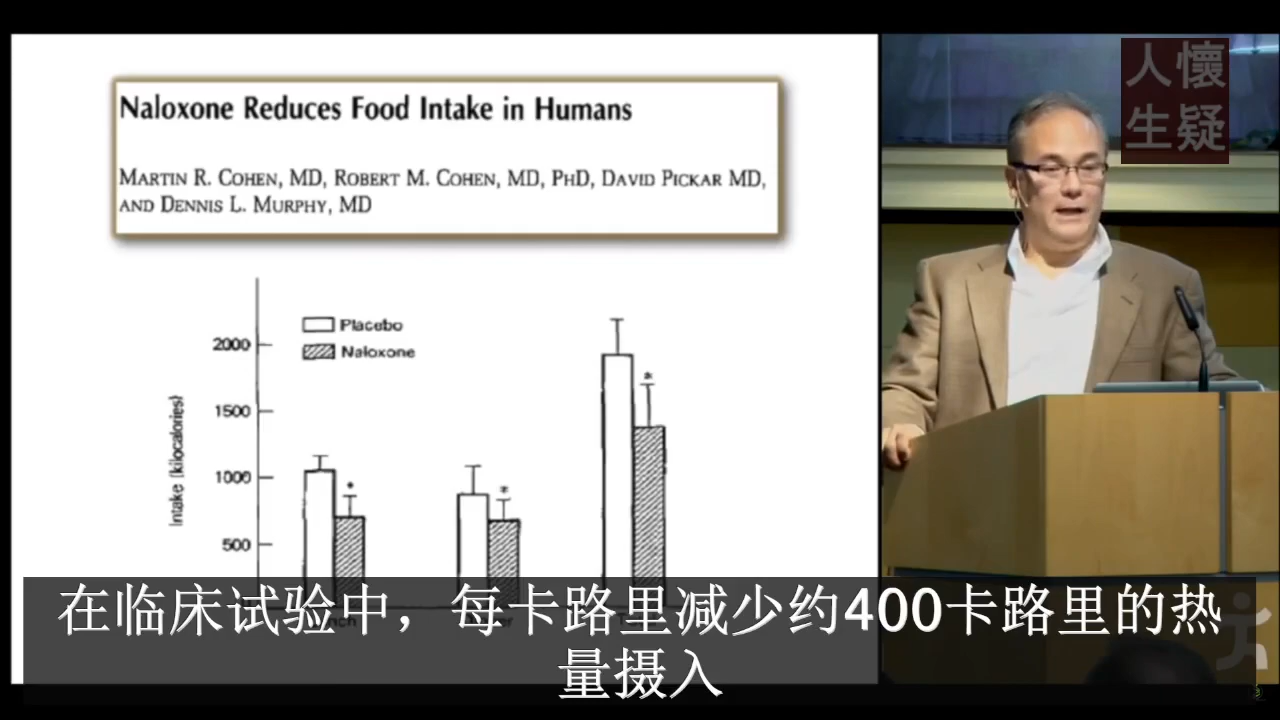 Naloxone Reduces Food Intake in Humans
MARTIN R. COHEN, MD, ROBERT M. COHEN, MD, PHD, DAVID PICKAR MD,
AND DENNIS L. MURPHY, MD
Placebo
Naloxone
2000
1500
1000
500
Intake (kilocalories)
*
*
*
人懷
生疑
在临床试验中，每卡路里减少约400卡路里的热
量摄入